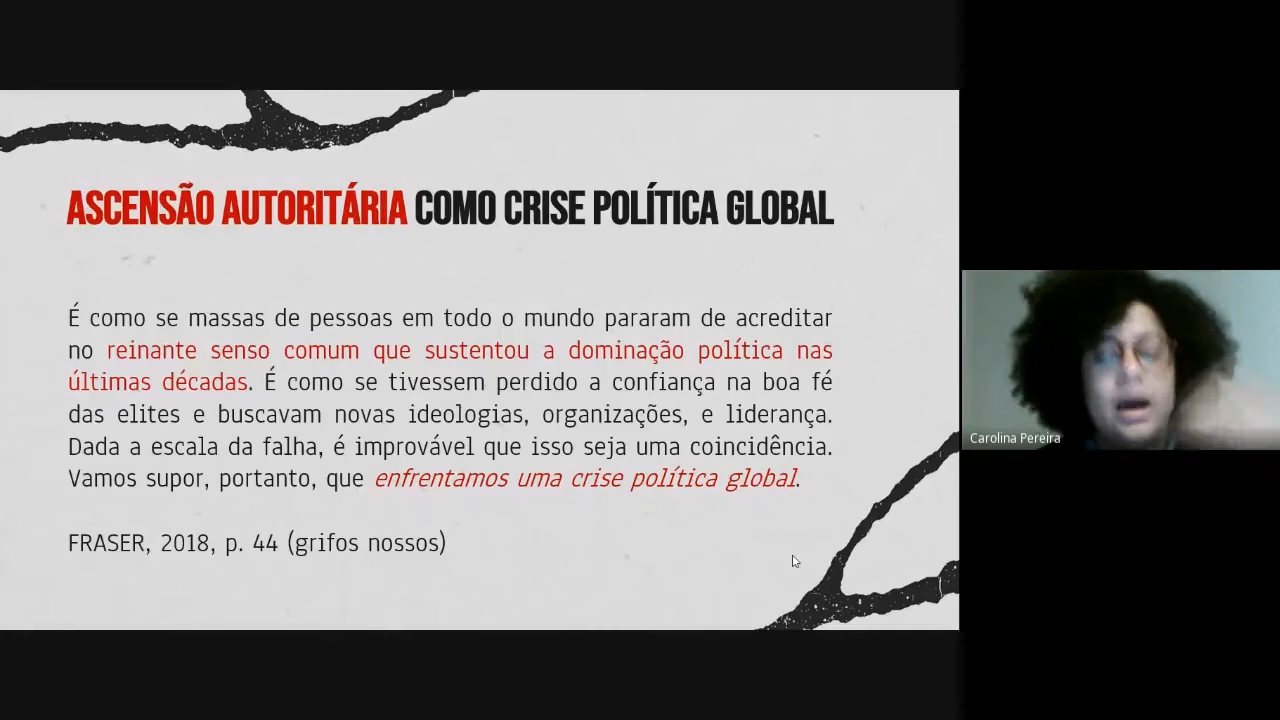 ASCENSÃO AUTORITÁRIA COMO CRISE POLÍTICA GLOBAL
É como se massas de pessoas em todo o mundo pararam de acreditar
no reinante senso comum que sustentou a dominação política nas
últimas décadas. É como se tivessem perdido a confiança na boa fé
das elites e buscavam novas ideologias, organizações, e liderança.
Dada a escala da falha, é improvável que isso seja uma coincidência.
Vamos supor, portanto, que enfrentamos uma crise política global.
FRASER, 2018, p. 44 (grifos nossos)
Carolina Pereira